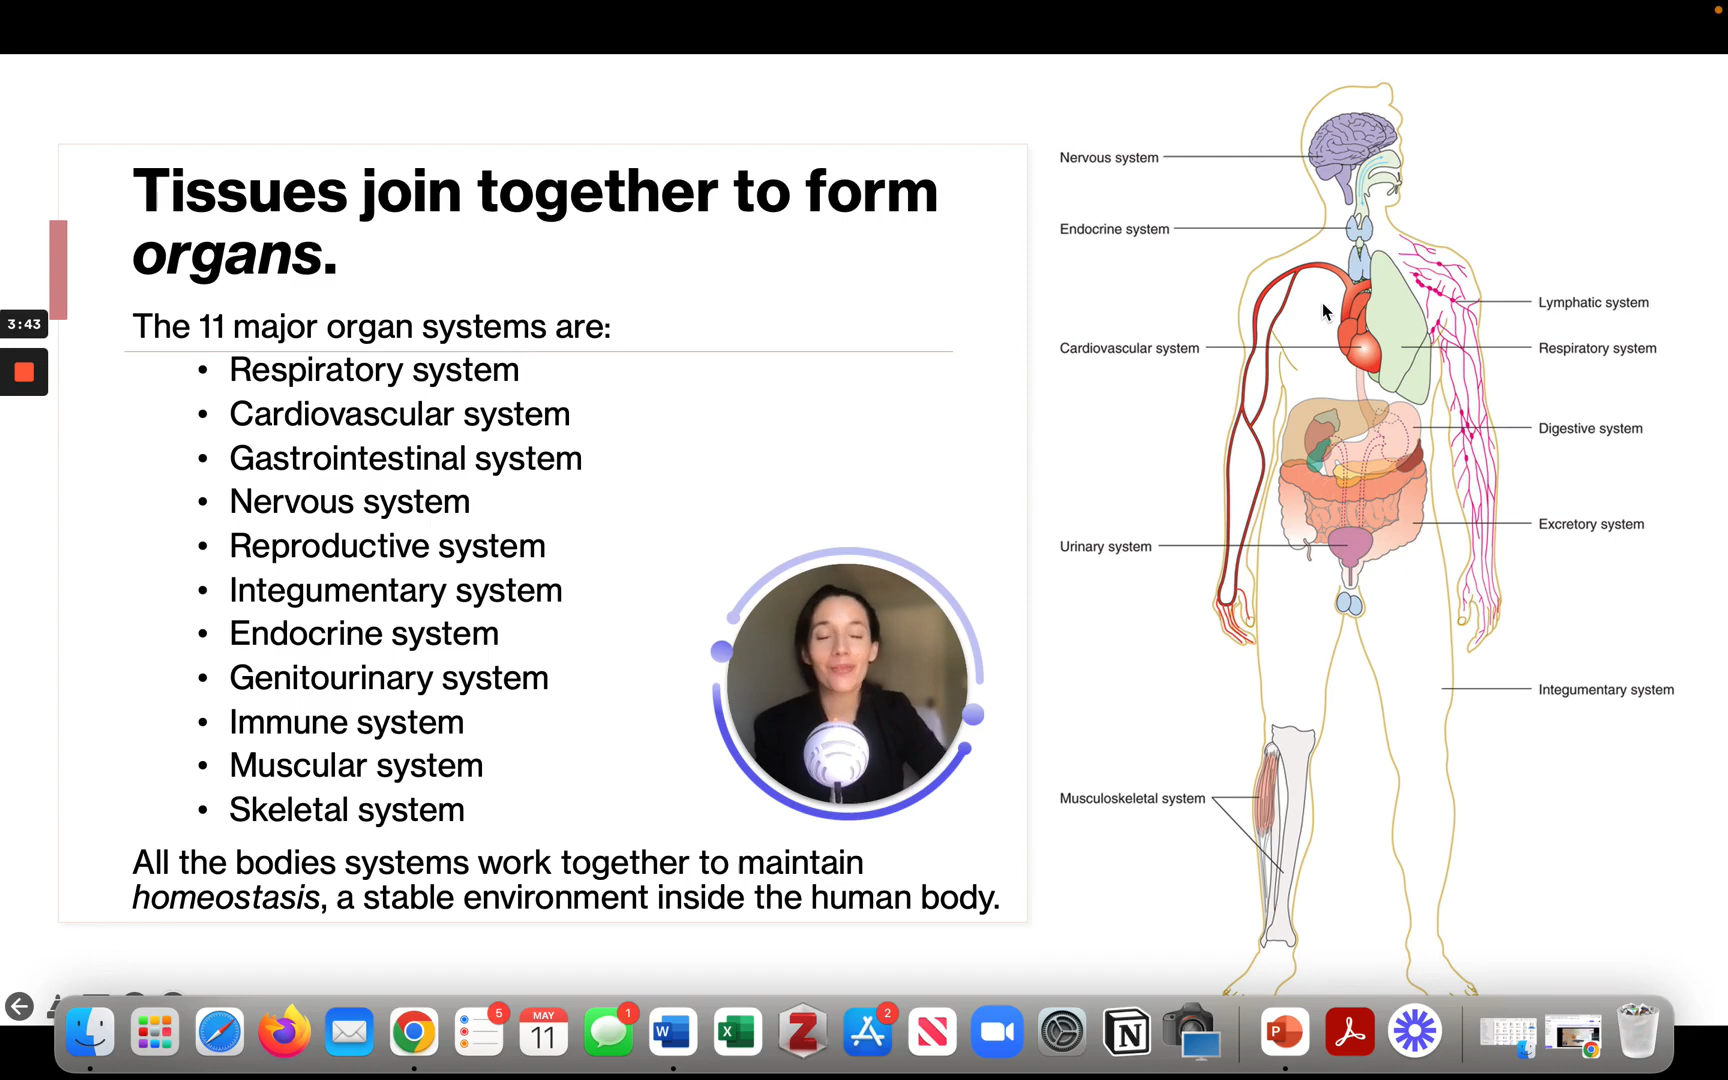 Tissues join together to form
organs.
The 11 major organ systems are:
• Respiratory system
• Cardiovascular system
• Gastrointestinal system
• Nervous system
• Reproductive system
• Integumentary system
• Endocrine system
• Genitourinary system
• Immune system
• Muscular system
• Skeletal system
All the bodies systems work together to maintain
homeostasis, a stable environment inside the human body.
3:43
Nervous system
Endocrine system
Cardiovascular system
Urinary system
Musculoskeletal system
Lymphatic system
Respiratory system
Digestive system
Excretory system
Integumentary system
5
MAY
11
1
W
X
Z
2
N
N
P